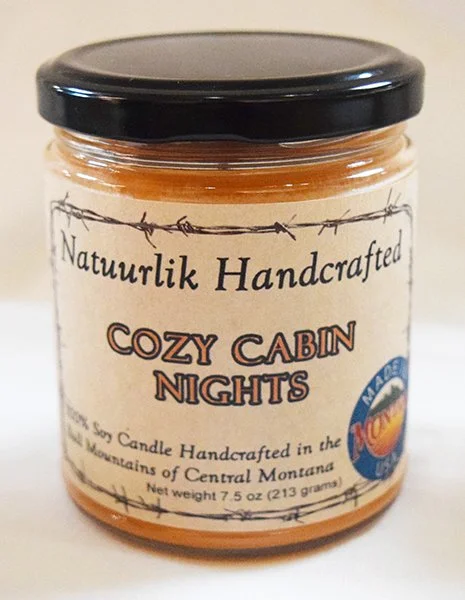 Natuurlik Handcrafted
COZY CABIN
NIGHTS
100% Soy Candle Handcrafted in the
Bull Mountains of Central Montana
Net weight 7.5 oz (213 grams)
MADE
USA